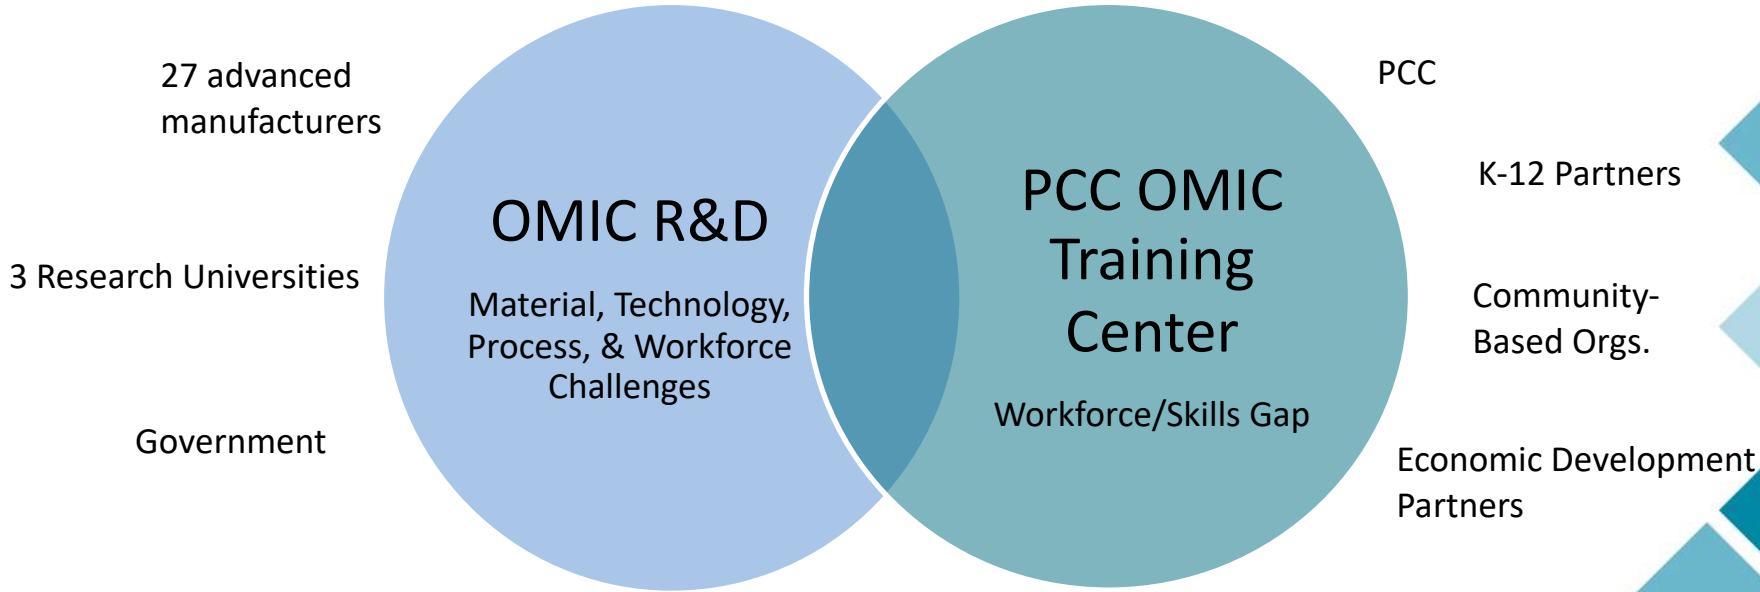 27 advanced
manufacturers
3 Research Universities
Government
OMIC R&D
Material, Technology,
Process, & Workforce
Challenges
PCC OMIC
Training
Center
Workforce/Skills Gap
PCC
K-12 Partners
Community-
Based Orgs.
Economic Development
Partners